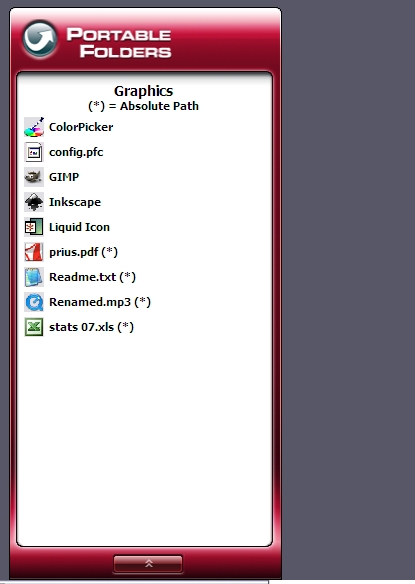 PORTABLE
FOLDERS
Graphics
(*) = Absolute Path
ColorPicker
config.pfc
GIMP
Inkscape
Liquid Icon
prius.pdf (*)
Readme.txt (*)
Renamed.mp3 (*)
stats 07.xls (*)